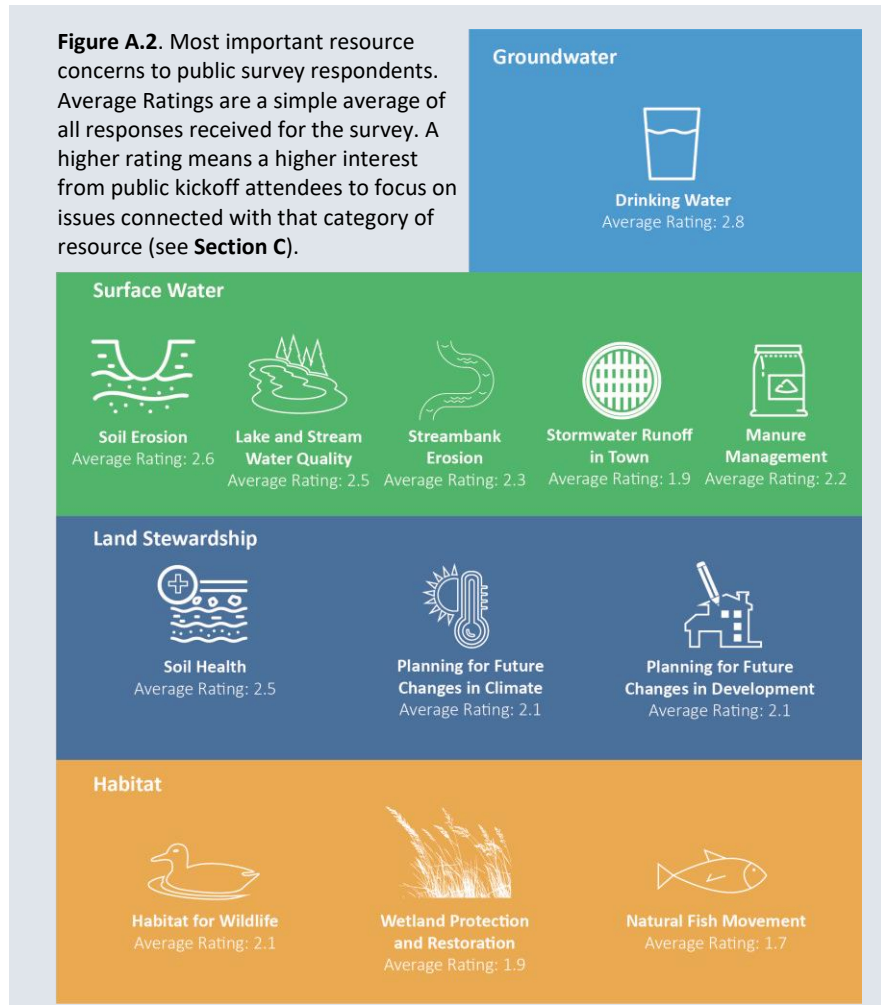 Figure A.2. Most important resource
concerns to public survey respondents.
Average Ratings are a simple average of
all responses received for the survey. A
higher rating means a higher interest
from public kickoff attendees to focus on
issues connected with that category of
resource (see Section C).
Groundwater
Drinking Water
Average Rating: 2.8
Surface Water
Soil Erosion
Average Rating: 2.6
Lake and Stream
Water Quality
Average Rating: 2.5
Streambank
Erosion
Average Rating: 2.3
Stormwater Runoff
in Town
Average Rating: 1.9
Manure
Management
Average Rating: 2.2
Land Stewardship
Soil Health
Average Rating: 2.5
Planning for Future
Changes in Climate
Average Rating: 2.1
Planning for Future
Changes in Development
Average Rating: 2.1
Habitat
Habitat for Wildlife
Average Rating: 2.1
Wetland Protection
and Restoration
Average Rating: 1.9
Natural Fish Movement
Average Rating: 1.7